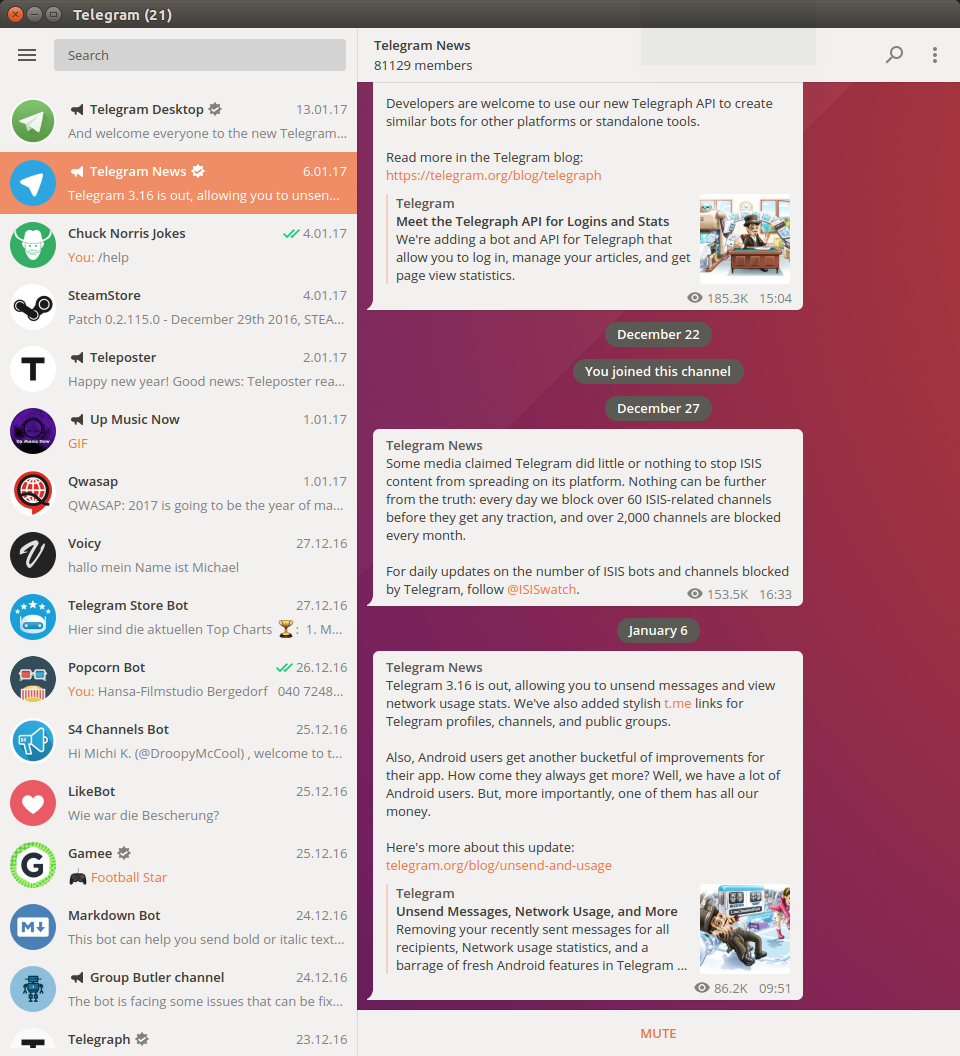 Telegram (21)
Search
Telegram Desktop 13.01.17
And welcome everyone to the new Telegram...
Telegram News 6.01.17
Telegram 3.16 is out, allowing you to unsen...
Chuck Norris Jokes 4.01.17
You: /help
SteamStore 4.01.17
Patch 0.2.115.0 - December 29th 2016, STEA...
T
Teleposter 2.01.17
Happy new year! Good news: Teleposter rea...
Up Music Now
Up Music Now 1.01.17
GIF
Qwasap 1.01.17
QWASAP: 2017 is going to be the year of ma...
V
Voicy 27.12.16
hallo mein Name ist Michael
Telegram Store Bot 27.12.16
Hier sind die aktuellen Top Charts 🏆: 1. M...
Popcorn Bot 26.12.16
You: Hansa-Filmstudio Bergedorf 040 7248...
S4 Channels Bot 25.12.16
Hi Michi K. (@DroopyMcCool) , welcome to t...
LikeBot 25.12.16
Wie war die Bescherung?
G
Gamee 25.12.16
🎮 Football Star
M
Markdown Bot 24.12.16
This bot can help you send bold or italic text...
Group Butler channel 24.12.16
The bot is facing some issues that can be fix...
Telegraph 23.12.16
Telegram News
81129 members
Developers are welcome to use our new Telegraph API to create
similar bots for other platforms or standalone tools.
Read more in the Telegram blog:
https://telegram.org/blog/telegraph
Telegram
Meet the Telegraph API for Logins and Stats
We're adding a bot and API for Telegraph that
allow you to log in, manage your articles, and get
page view statistics.
185.3K 15:04
December 22
You joined this channel
December 27
Telegram News
Some media claimed Telegram did little or nothing to stop ISIS
content from spreading on its platform. Nothing can be further
from the truth: every day we block over 60 ISIS-related channels
before they get any traction, and over 2,000 channels are blocked
every month.
For daily updates on the number of ISIS bots and channels blocked
by Telegram, follow @ISISwatch.
153.5K 16:33
January 6
Telegram News
Telegram 3.16 is out, allowing you to unsend messages and view
network usage stats. We've also added stylish t.me links for
Telegram profiles, channels, and public groups.
Also, Android users get another bucketful of improvements for
their app. How come they always get more? Well, we have a lot of
Android users. But, more importantly, one of them has all our
money.
Here's more about this update:
telegram.org/blog/unsend-and-usage
Telegram
Unsend Messages, Network Usage, and More
Removing your recently sent messages for all
recipients, Network usage statistics, and a
barrage of fresh Android features in Telegram ...
86.2K 09:51
MUTE